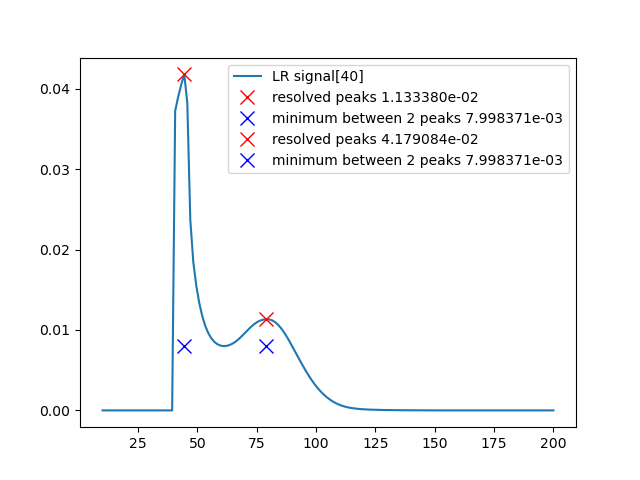 LR signal[40]
resolved peaks 1.133380e-02
minimum between 2 peaks 7.998371e-03
resolved peaks 4.179084e-02
minimum between 2 peaks 7.998371e-03
0.04
0.03
0.02
0.01
0.00
25 50 75 100 125 150 175 200